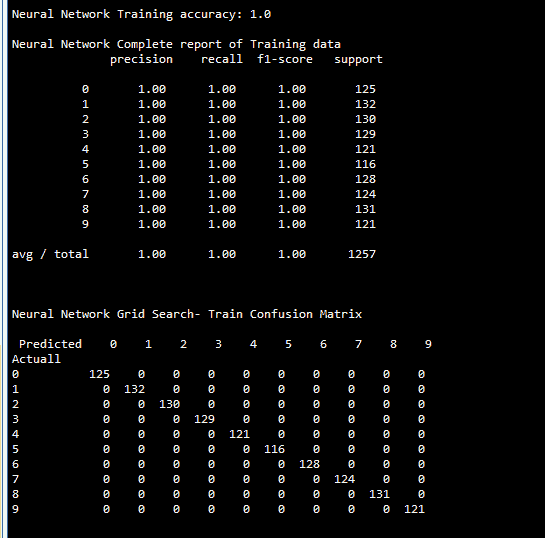 Neural Network Training accuracy: 1.0
Neural Network Complete report of Training data
precision recall f1-score support
0 1.00 1.00 1.00 125
1 1.00 1.00 1.00 132
2 1.00 1.00 1.00 130
3 1.00 1.00 1.00 129
4 1.00 1.00 1.00 121
5 1.00 1.00 1.00 116
6 1.00 1.00 1.00 128
7 1.00 1.00 1.00 124
8 1.00 1.00 1.00 131
9 1.00 1.00 1.00 121
avg / total 1.00 1.00 1.00 1257
Neural Network Grid Search- Train Confusion Matrix
Predicted 0 1 2 3 4 5 6 7 8 9
Actuall
0 125 0 0 0 0 0 0 0 0 0
1 0 132 0 0 0 0 0 0 0 0
2 0 0 130 0 0 0 0 0 0 0
3 0 0 0 129 0 0 0 0 0 0
4 0 0 0 0 121 0 0 0 0 0
5 0 0 0 0 0 116 0 0 0 0
6 0 0 0 0 0 0 128 0 0 0
7 0 0 0 0 0 0 0 124 0 0
8 0 0 0 0 0 0 0 0 131 0
9 0 0 0 0 0 0 0 0 0 121